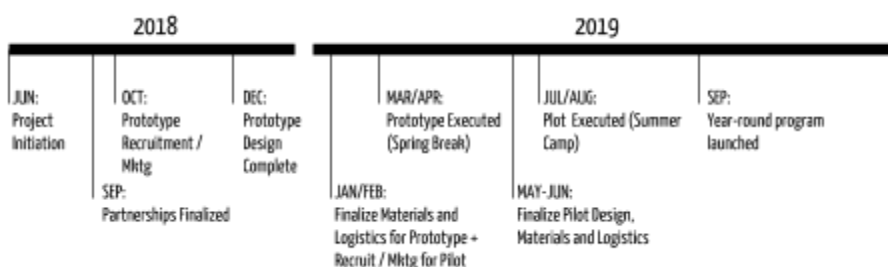 2018
2019
JUN:
Project
Initiation
OCT:
Prototype
Recruitment /
Mktg
DEC:
Prototype
Design
Complete
SEP:
Partnerships Finalized
MAR/APR:
Prototype Executed
(Spring Break)
JUL/AUG:
Plot Executed (Summer
Camp)
SEP:
Year-round program
launched
JAN/FEB:
Finalize Materials and
Logistics for Prototype +
Recruit / Mktg for Pilot
MAY-JUN:
Finalize Pilot Design,
Materials and Logistics